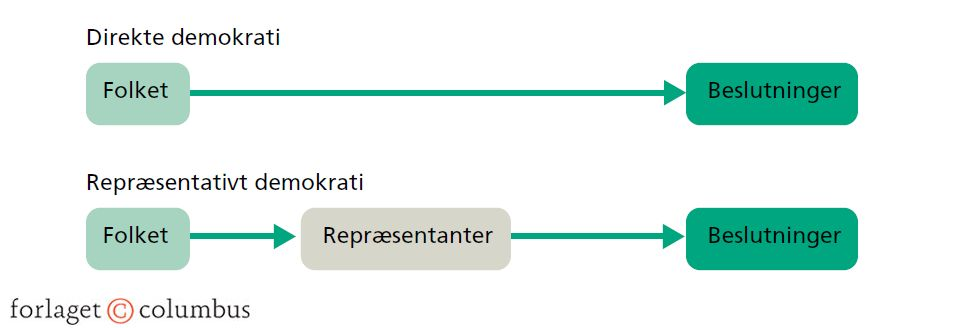 Direkte demokrati
Folket Beslutninger
Repræsentativt demokrati
Folket Repræsentanter Beslutninger
forlaget © columbus